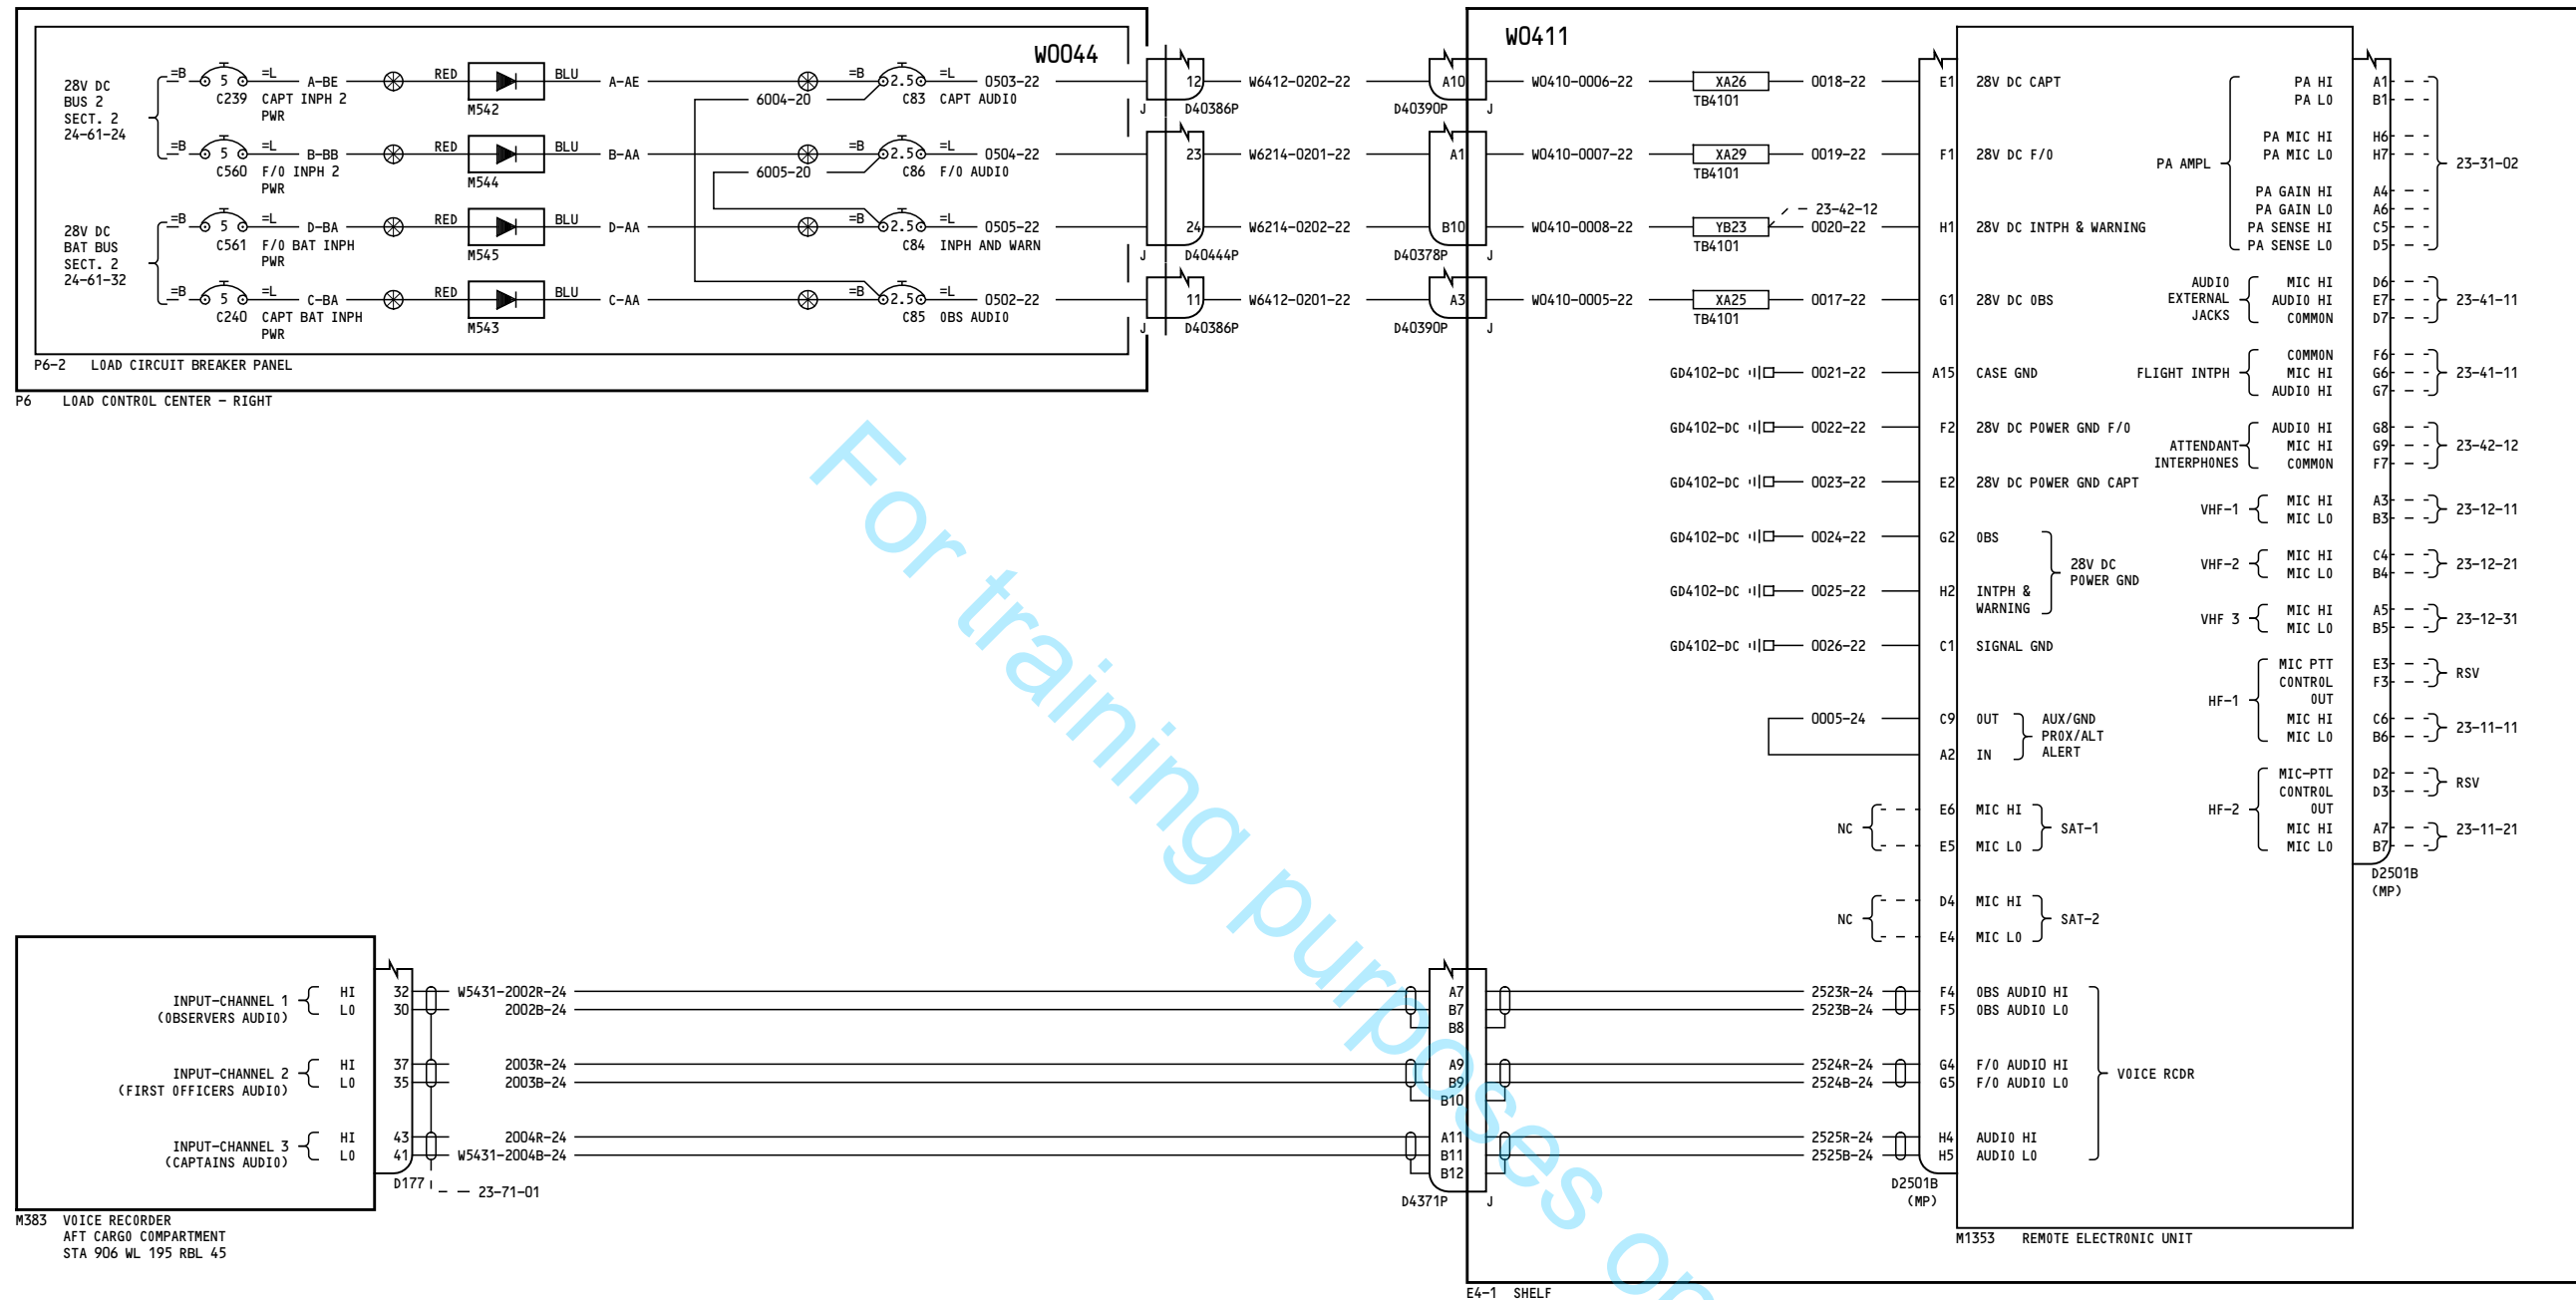 W0044
28V DC
BUS 2
SECT. 2
24-61-24
=B 5 =L A-BE RED BLU A-AE =B 2.5 =L 0503-22
C239 CAPT INPH 2
PWR
M542
6004-20
C83 CAPT AUDIO
=B 5 =L B-BB RED BLU B-AA =B 2.5 =L 0504-22
C560 F/O INPH 2
PWR
M544
6005-20
C86 F/O AUDIO
28V DC
BAT BUS
SECT. 2
24-61-32
=B 5 =L D-BA RED BLU D-AA =B 2.5 =L 0505-22
C561 F/O BAT INPH
PWR
M545
C84 INPH AND WARN
=B 5 =L C-BA RED BLU C-AA =B 2.5 =L 0502-22
C240 CAPT BAT INPH
PWR
M543
C85 OBS AUDIO
P6-2 LOAD CIRCUIT BREAKER PANEL
P6 LOAD CONTROL CENTER - RIGHT
12 W6412-0202-22 A10
J D40386P D40390P J
23 W6214-0201-22 A1
24 W6214-0202-22 B10
J D40444P D40378P J
11 W6412-0201-22 A3
J D40386P D40390P J
W0411
W0410-0006-22 XA26 0018-22 E1 28V DC CAPT
TB4101
W0410-0007-22 XA29 0019-22 F1 28V DC F/O
TB4101
23-42-12
W0410-0008-22 YB23 0020-22 H1 28V DC INTPH & WARNING
TB4101
W0410-0005-22 XA25 0017-22 G1 28V DC OBS
TB4101
GD4102-DC 0021-22 A15 CASE GND
GD4102-DC 0022-22 F2 28V DC POWER GND F/O
GD4102-DC 0023-22 E2 28V DC POWER GND CAPT
GD4102-DC 0024-22 G2 OBS
28V DC
POWER GND
GD4102-DC 0025-22 H2 INTPH &
WARNING
GD4102-DC 0026-22 C1 SIGNAL GND
0005-24 C9 OUT
A2 IN
AUX/GND
PROX/ALT
ALERT
NC
E6 MIC HI
E5 MIC LO
SAT-1
NC
D4 MIC HI
E4 MIC LO
SAT-2
PA AMPL
PA HI A1
PA LO B1
PA MIC HI H6
PA MIC LO H7
PA GAIN HI A4
PA GAIN LO A6
PA SENSE HI C5
PA SENSE LO D5
23-31-02
AUDIO
EXTERNAL
JACKS
MIC HI D6
AUDIO HI E7
COMMON D7
23-41-11
FLIGHT INTPH
COMMON F6
MIC HI G6
AUDIO HI G7
23-41-11
ATTENDANT
INTERPHONES
AUDIO HI G8
MIC HI G9
COMMON F7
23-42-12
VHF-1
MIC HI A3
MIC LO B3
23-12-11
VHF-2
MIC HI C4
MIC LO B4
23-12-21
VHF 3
MIC HI A5
MIC LO B5
23-12-31
HF-1
MIC PTT E3
CONTROL F3
OUT
RSV
MIC HI C6
MIC LO B6
23-11-11
HF-2
MIC-PTT D2
CONTROL D3
OUT
RSV
MIC HI A7
MIC LO B7
23-11-21
D2501B
(MP)
INPUT-CHANNEL 1
(OBSERVERS AUDIO)
HI 32 W5431-2002R-24 A7 2523R-24 F4 OBS AUDIO HI
LO 30 2002B-24 B7 2523B-24 F5 OBS AUDIO LO
B8
INPUT-CHANNEL 2
(FIRST OFFICERS AUDIO)
HI 37 2003R-24 A9 2524R-24 G4 F/O AUDIO HI
LO 35 2003B-24 B9 2524B-24 G5 F/O AUDIO LO
B10
VOICE RCDR
INPUT-CHANNEL 3
(CAPTAINS AUDIO)
HI 43 2004R-24 A11 2525R-24 H4 AUDIO HI
LO 41 W5431-2004B-24 B11 2525B-24 H5 AUDIO LO
B12
D177
23-71-01
D4371P J
D2501B
(MP)
M383 VOICE RECORDER
AFT CARGO COMPARTMENT
STA 906 WL 195 RBL 45
M1353 REMOTE ELECTRONIC UNIT
E4-1 SHELF
For training purposes on